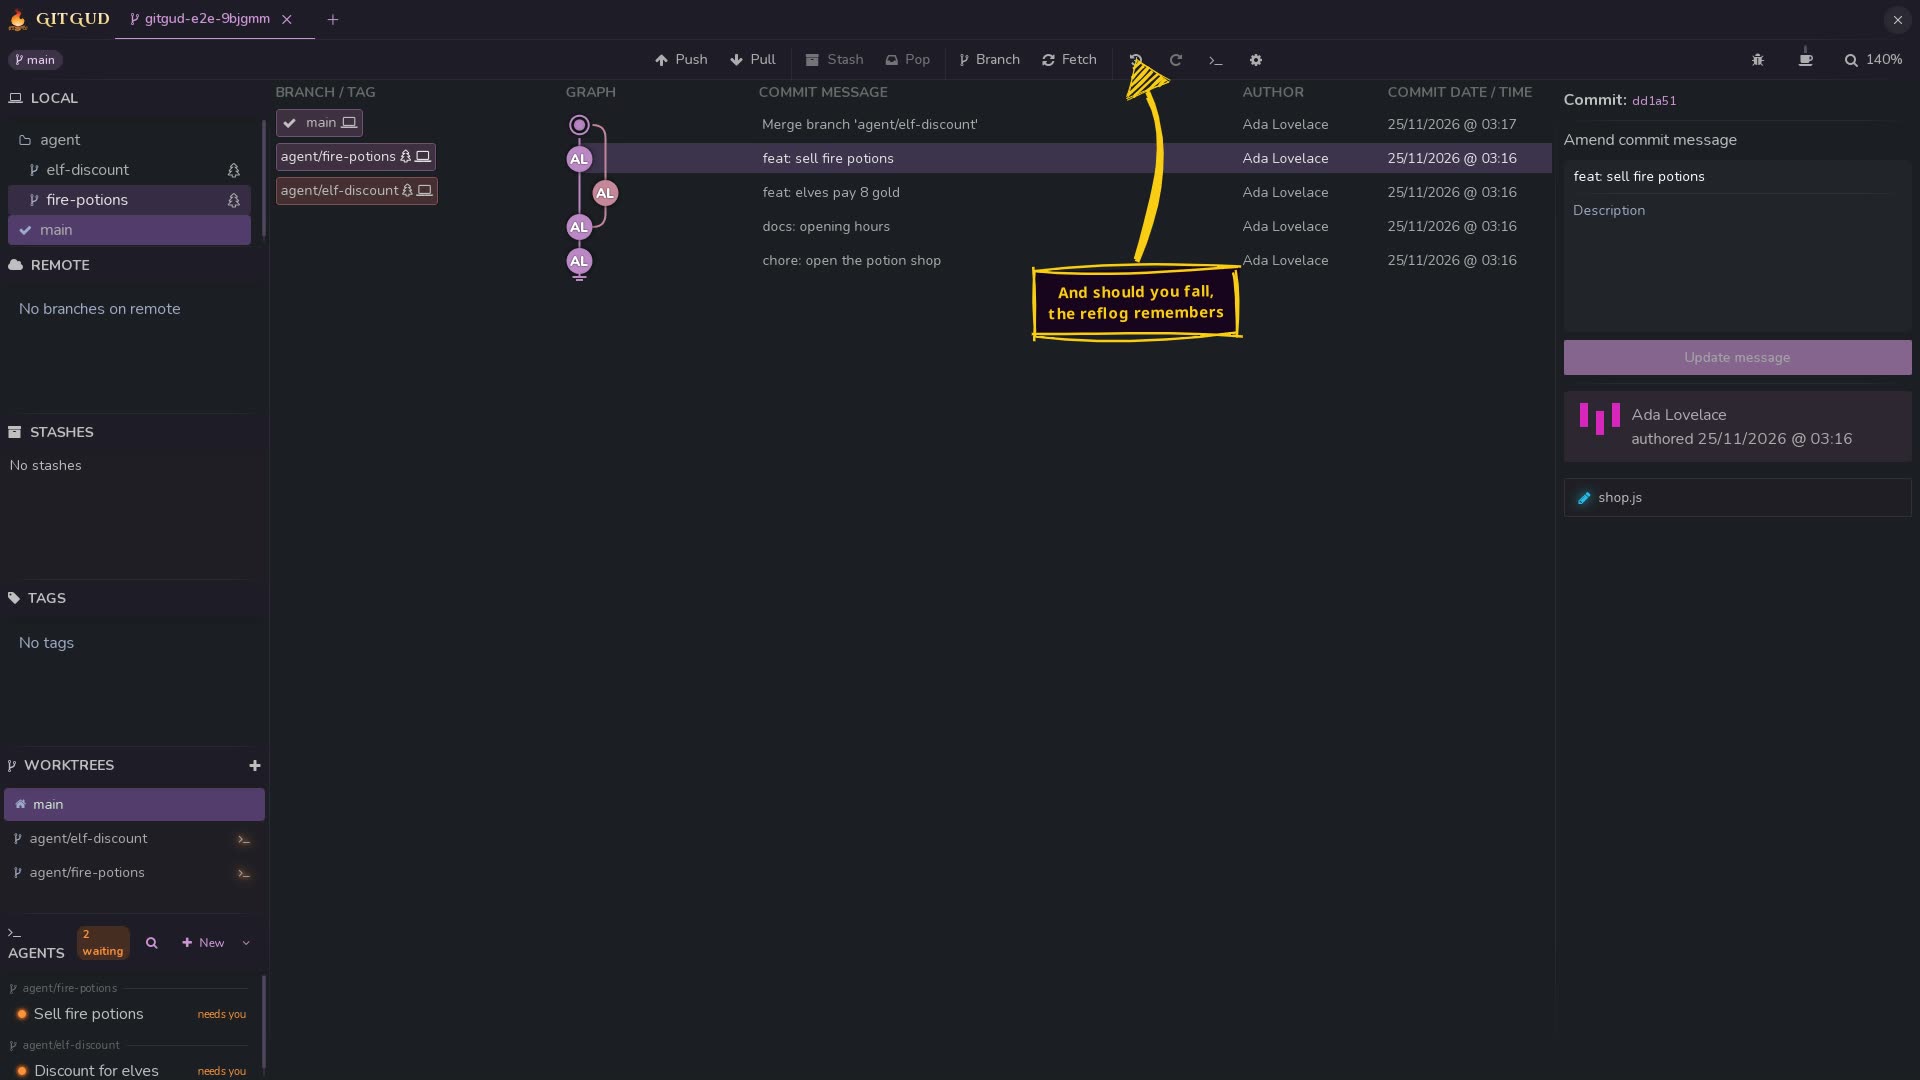 GITGUD
gitgud-e2e-9bjgmm
main
Push
Pull
Stash
Pop
Branch
Fetch
140%
LOCAL
agent
elf-discount
fire-potions
main
REMOTE
No branches on remote
STASHES
No stashes
TAGS
No tags
WORKTREES
main
agent/elf-discount
agent/fire-potions
AGENTS
2 waiting
New
agent/fire-potions
Sell fire potions needs you
agent/elf-discount
Discount for elves needs you
BRANCH / TAG GRAPH COMMIT MESSAGE AUTHOR COMMIT DATE / TIME
main Merge branch 'agent/elf-discount' Ada Lovelace 25/11/2026 @ 03:17
agent/fire-potions AL feat: sell fire potions Ada Lovelace 25/11/2026 @ 03:16
agent/elf-discount AL feat: elves pay 8 gold Ada Lovelace 25/11/2026 @ 03:16
AL docs: opening hours Ada Lovelace 25/11/2026 @ 03:16
AL chore: open the potion shop Ada Lovelace 25/11/2026 @ 03:16
And should you fall,
the reflog remembers
Commit: dd1a51
Amend commit message
feat: sell fire potions
Description
Update message
Ada Lovelace
authored 25/11/2026 @ 03:16
shop.js